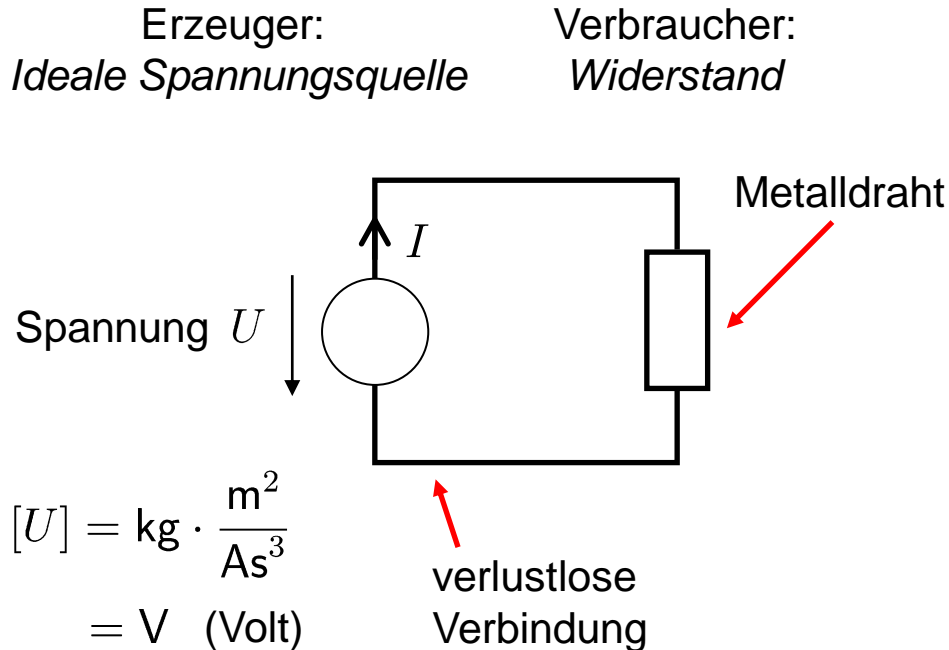 Erzeuger:
Ideale Spannungsquelle
Verbraucher:
Widerstand
Metalldraht
I
Spannung U
[U] = kg · m²/As³
= V (Volt)
verlustlose
Verbindung